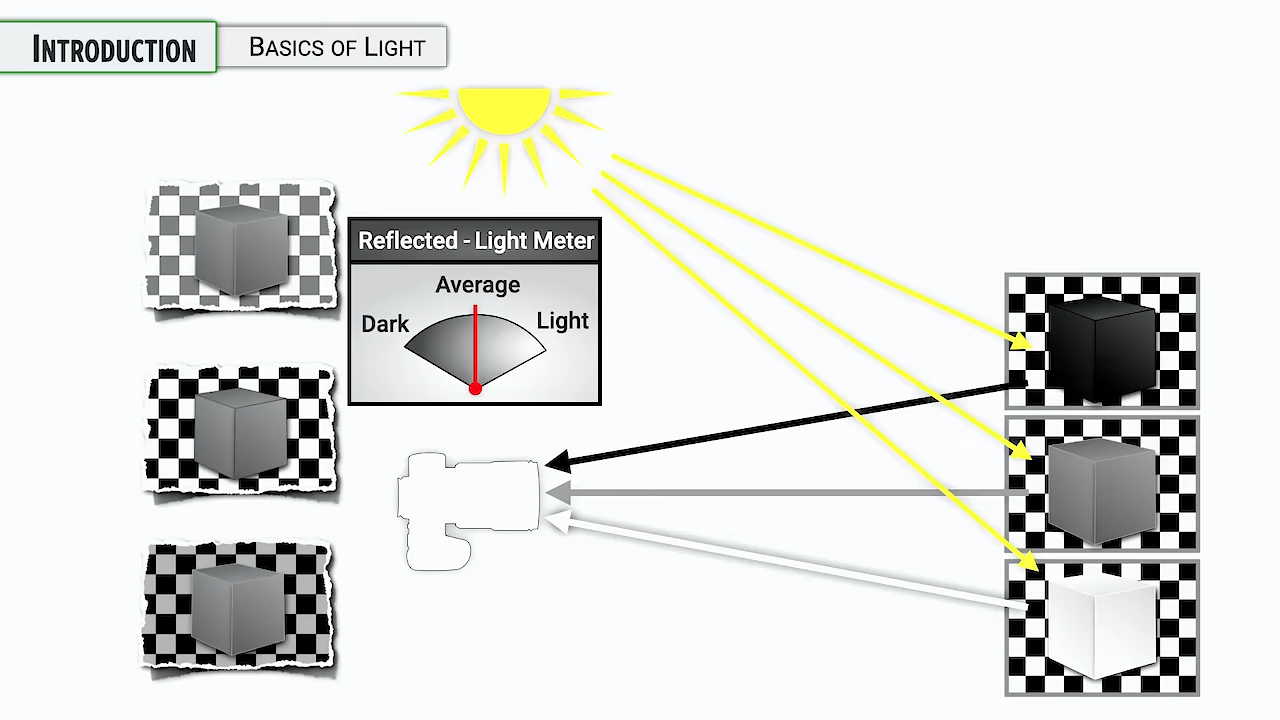 INTRODUCTION
BASICS OF LIGHT
Reflected - Light Meter
Average
Dark
Light